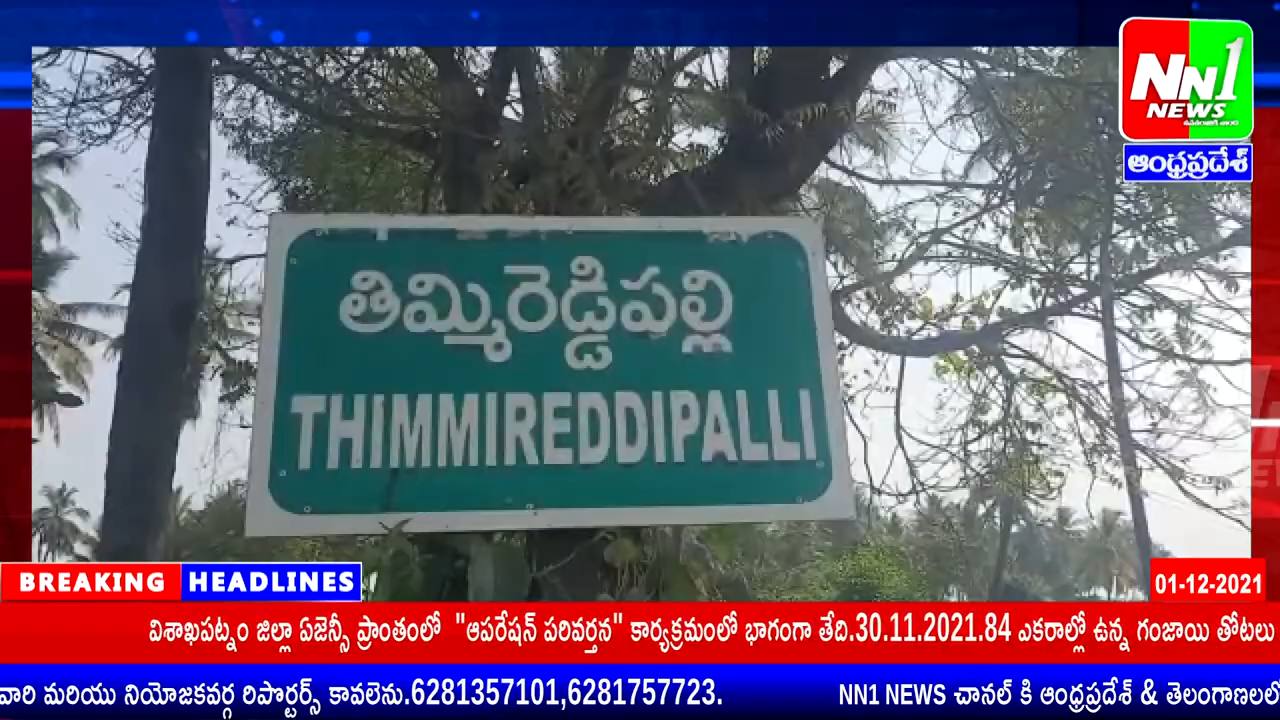 NN1
NEWS
ఆంధ్రప్రదేశ్
తిమ్మిరెడ్డిపల్లి
THIMMIREDDIPALLI
BREAKING HEADLINES
01-12-2021
విశాఖపట్నం జిల్లా ఏజెన్సీ ప్రాంతంలో "ఆపరేషన్ పరివర్తన" కార్యక్రమంలో భాగంగా తేది.30.11.2021.84 ఎకరాల్లో ఉన్న గంజాయి తోటలు
వారి మరియు నియోజకవర్గ రిపొర్టర్స్ కావలెను.6281357101,6281757723. NN1 NEWS చానల్ కి ఆంధ్రప్రదేశ్ & తెలంగాణలలో